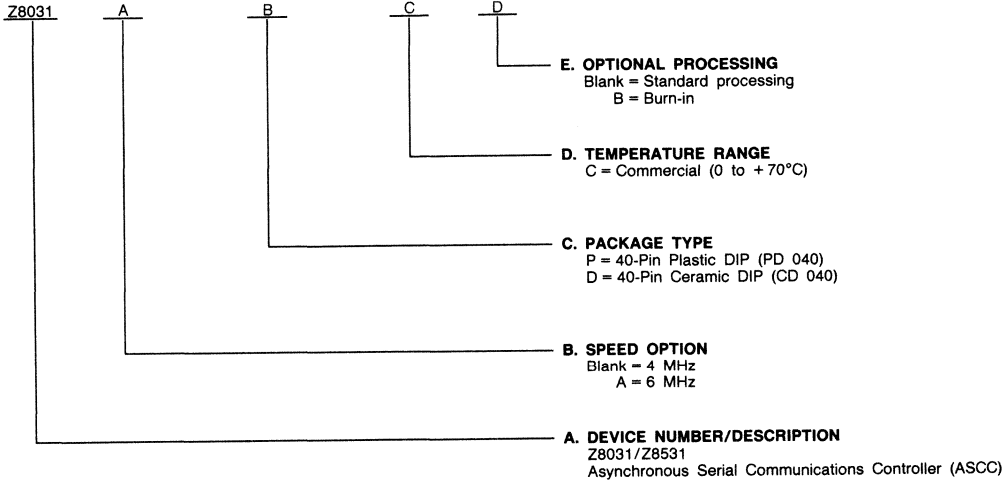 Z8031 A B C D
E. OPTIONAL PROCESSING
Blank = Standard processing
B = Burn-in
D. TEMPERATURE RANGE
C = Commercial (0 to +70°C)
C. PACKAGE TYPE
P = 40-Pin Plastic DIP (PD 040)
D = 40-Pin Ceramic DIP (CD 040)
B. SPEED OPTION
Blank = 4 MHz
A = 6 MHz
A. DEVICE NUMBER/DESCRIPTION
Z8031/Z8531
Asynchronous Serial Communications Controller (ASCC)